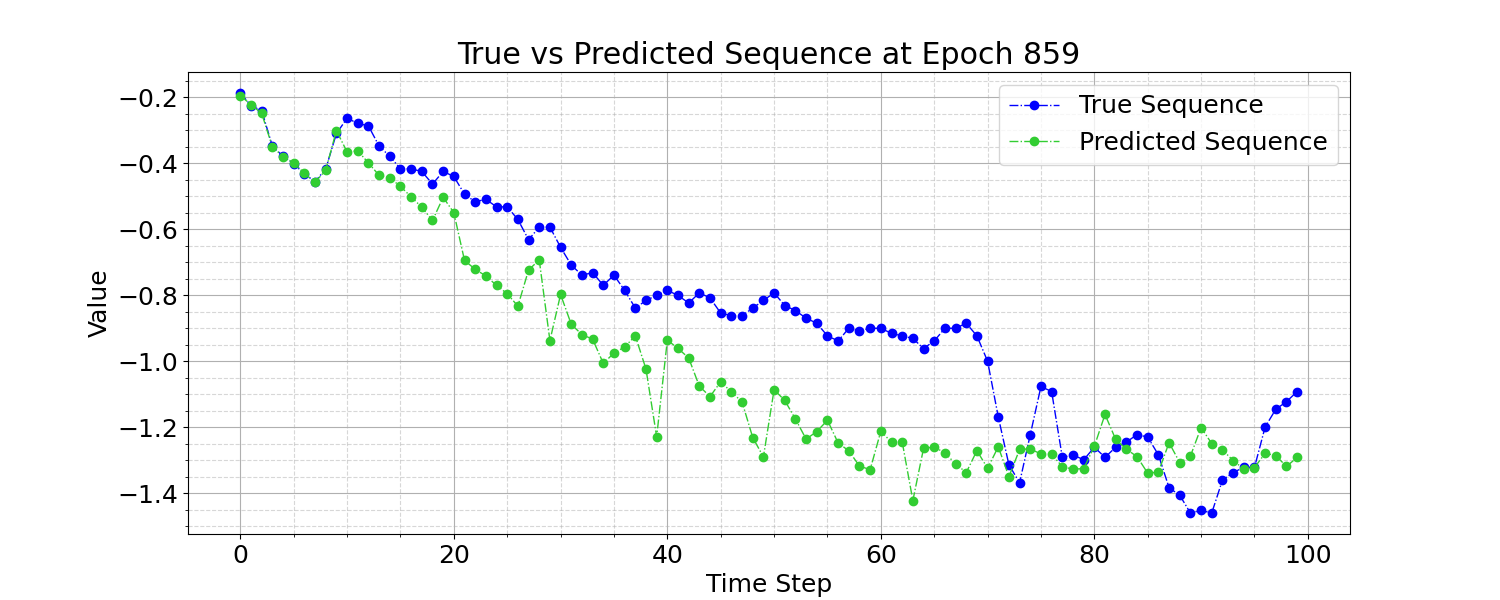 True vs Predicted Sequence at Epoch 859
True Sequence
Predicted Sequence
Value
−0.2
−0.4
−0.6
−0.8
−1.0
−1.2
−1.4
0 20 40 60 80 100
Time Step